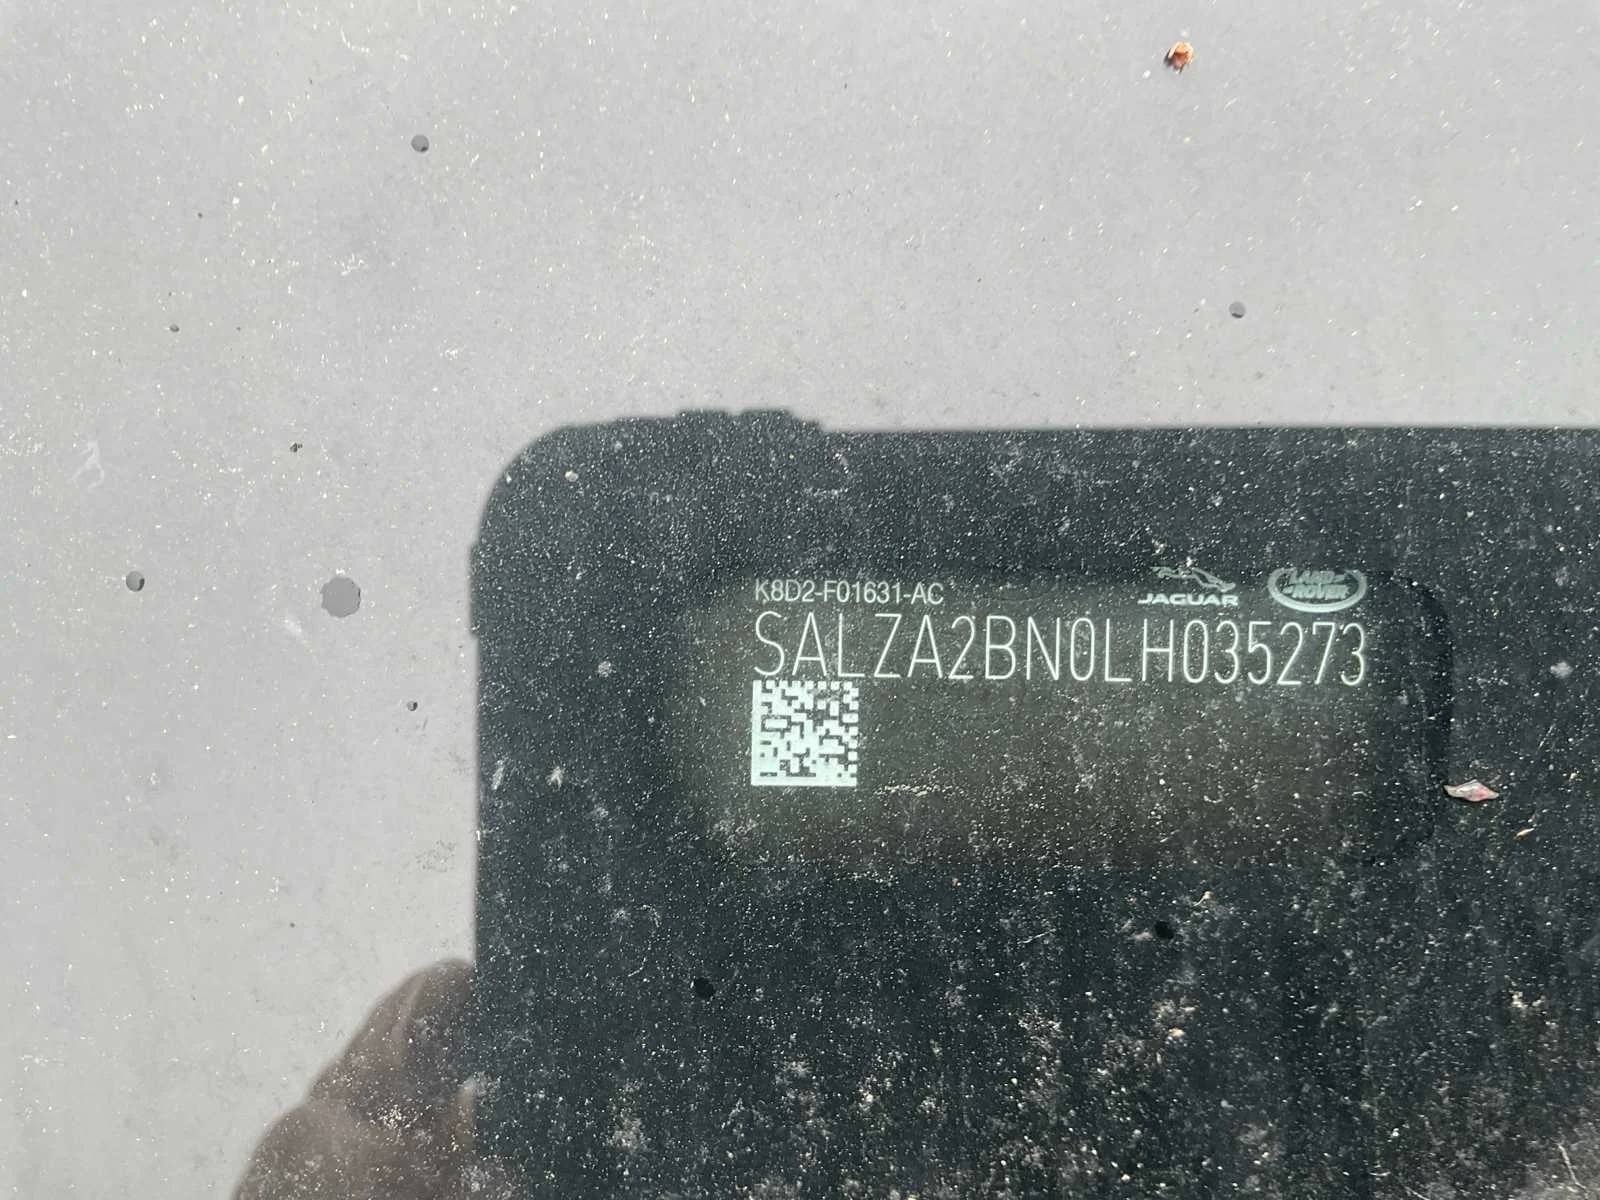 K8D2-F01631-AC
JAGUAR
LAND
ROVER
SALZA2BN0LH035273